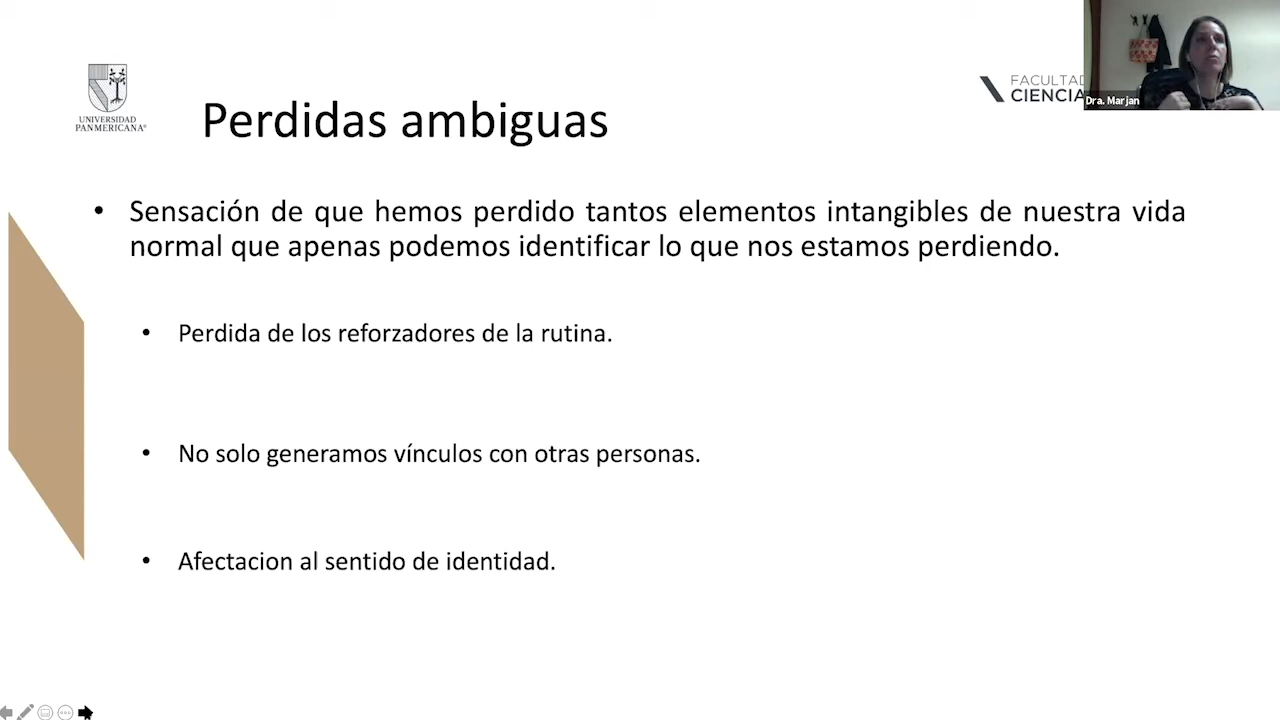 UNIVERSIDAD
PANMERICANA
Perdidas ambiguas
FACULTAD
CIENCIA
Dra. Marjan
• Sensación de que hemos perdido tantos elementos intangibles de nuestra vida
normal que apenas podemos identificar lo que nos estamos perdiendo.
• Perdida de los reforzadores de la rutina.
• No solo generamos vínculos con otras personas.
• Afectacion al sentido de identidad.